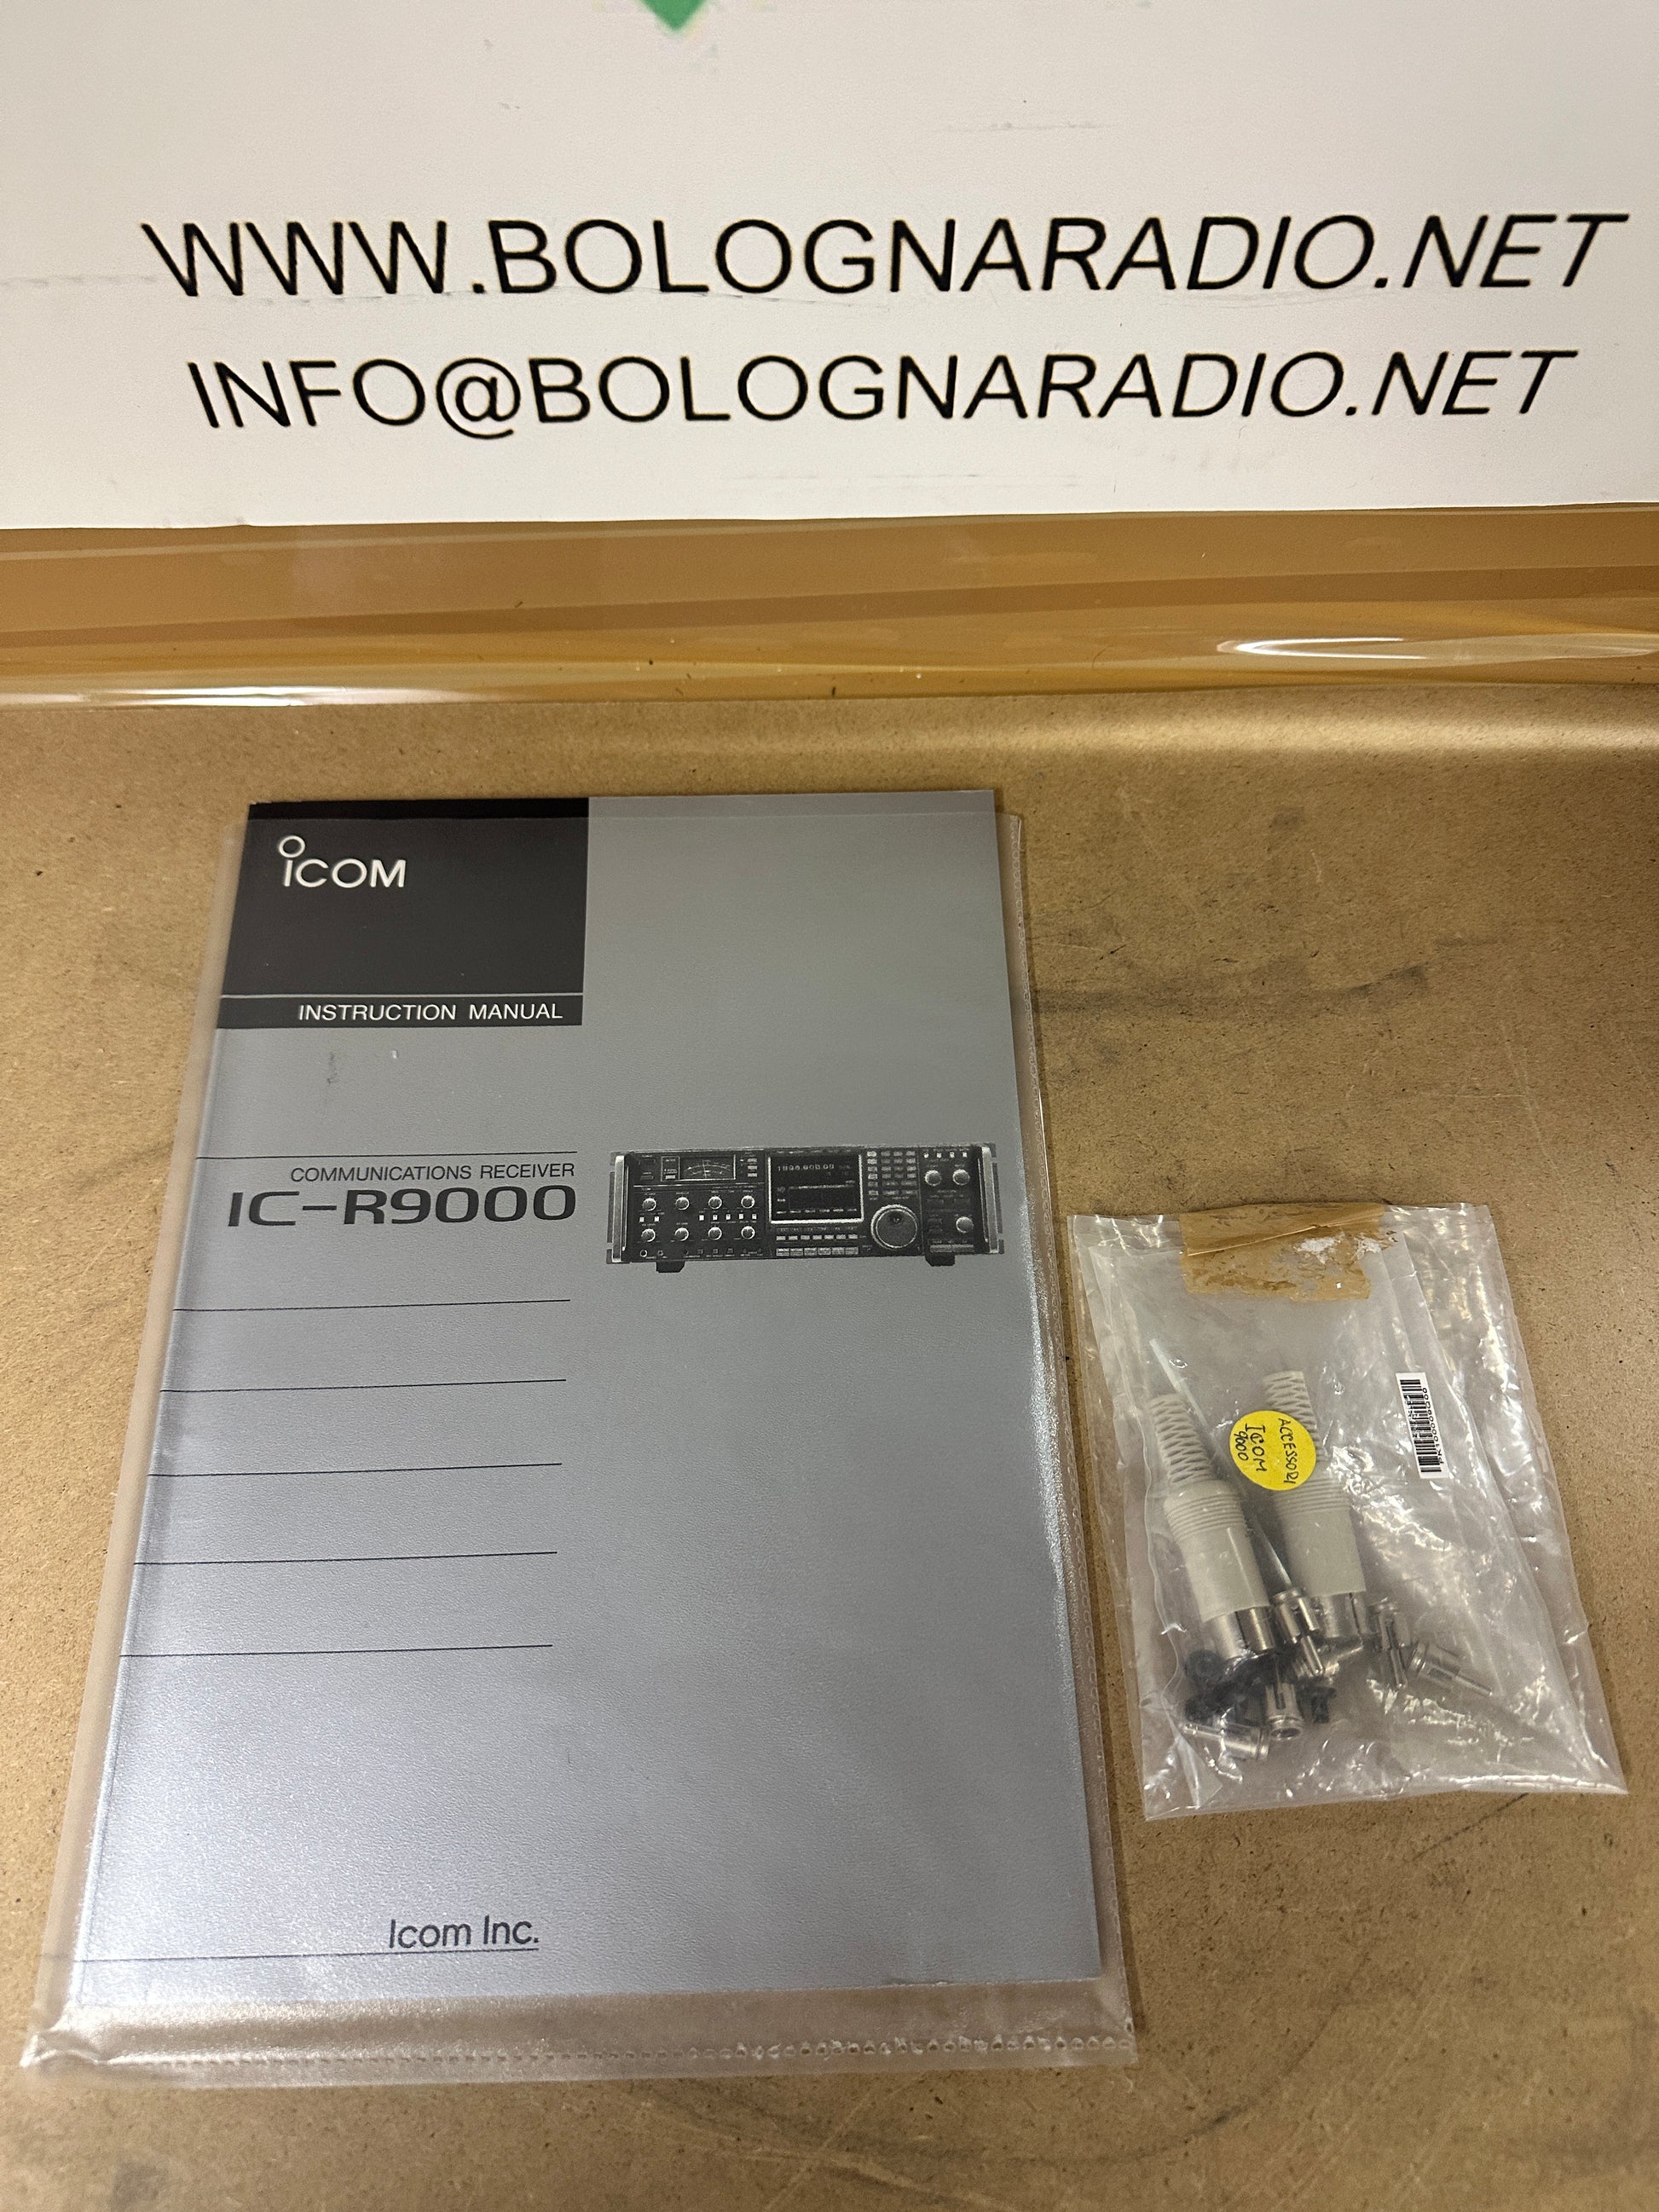 WWW.BOLOGNARADIO.NET
INFO@BOLOGNARADIO.NET
ICOM
INSTRUCTION MANUAL
COMMUNICATIONS RECEIVER
IC-R9000
Icom Inc.
ACCESSORI
ICOM
9000